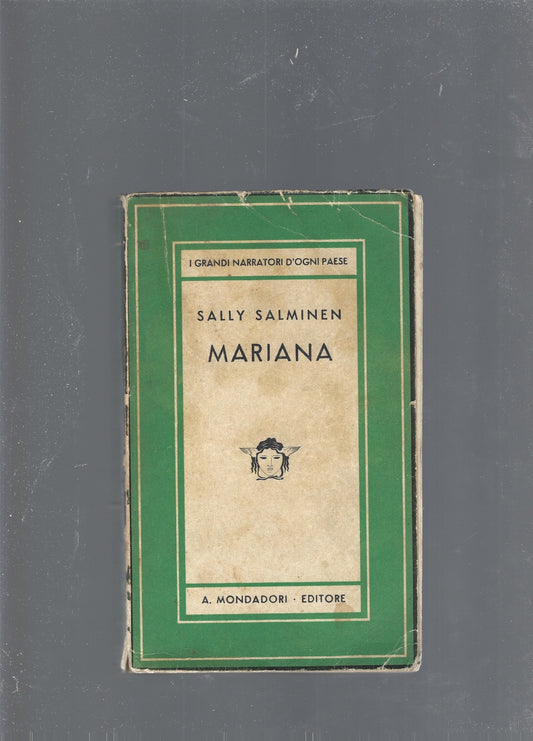 I GRANDI NARRATORI D'OGNI PAESE
SALLY SALMINEN
MARIANA
A. MONDADORI · EDITORE